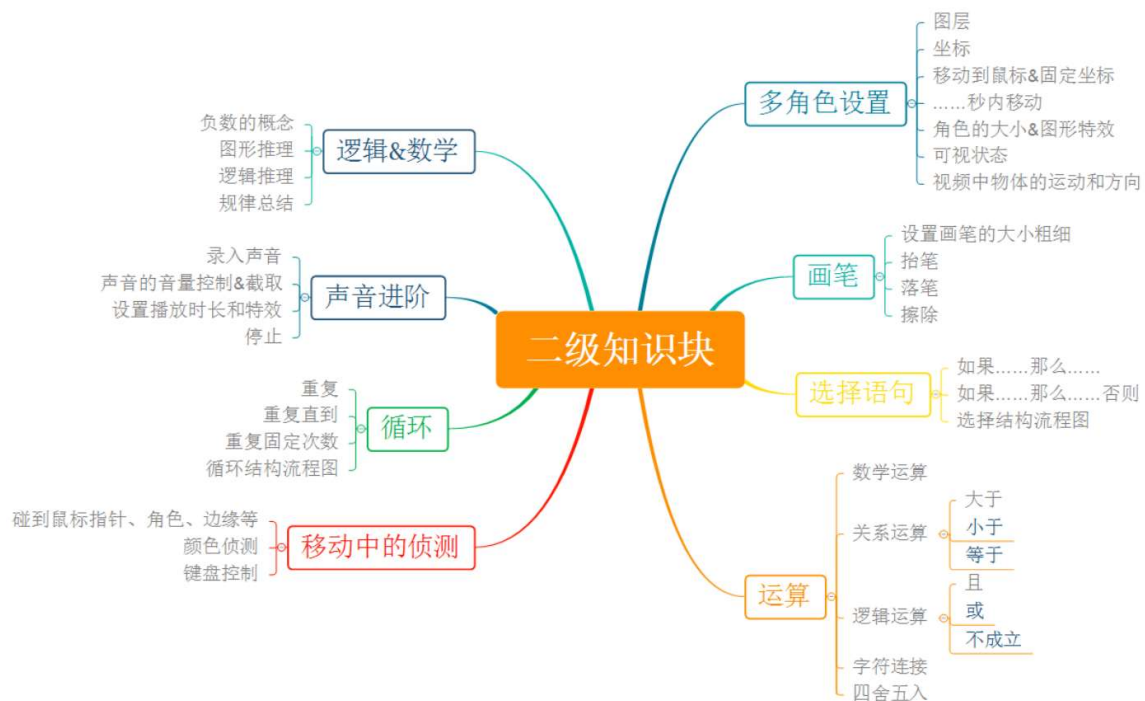 二级知识块
多角色设置
图层
坐标
移动到鼠标&固定坐标
……秒内移动
角色的大小&图形特效
可视状态
视频中物体的运动和方向
画笔
设置画笔的大小粗细
抬笔
落笔
擦除
选择语句
如果……那么……
如果……那么……否则
选择结构流程图
运算
数学运算
关系运算
大于
小于
等于
逻辑运算
且
或
不成立
字符连接
四舍五入
逻辑&数学
负数的概念
图形推理
逻辑推理
规律总结
声音进阶
录入声音
声音的音量控制&截取
设置播放时长和特效
停止
循环
重复
重复直到
重复固定次数
循环结构流程图
移动中的侦测
碰到鼠标指针、角色、边缘等
颜色侦测
键盘控制